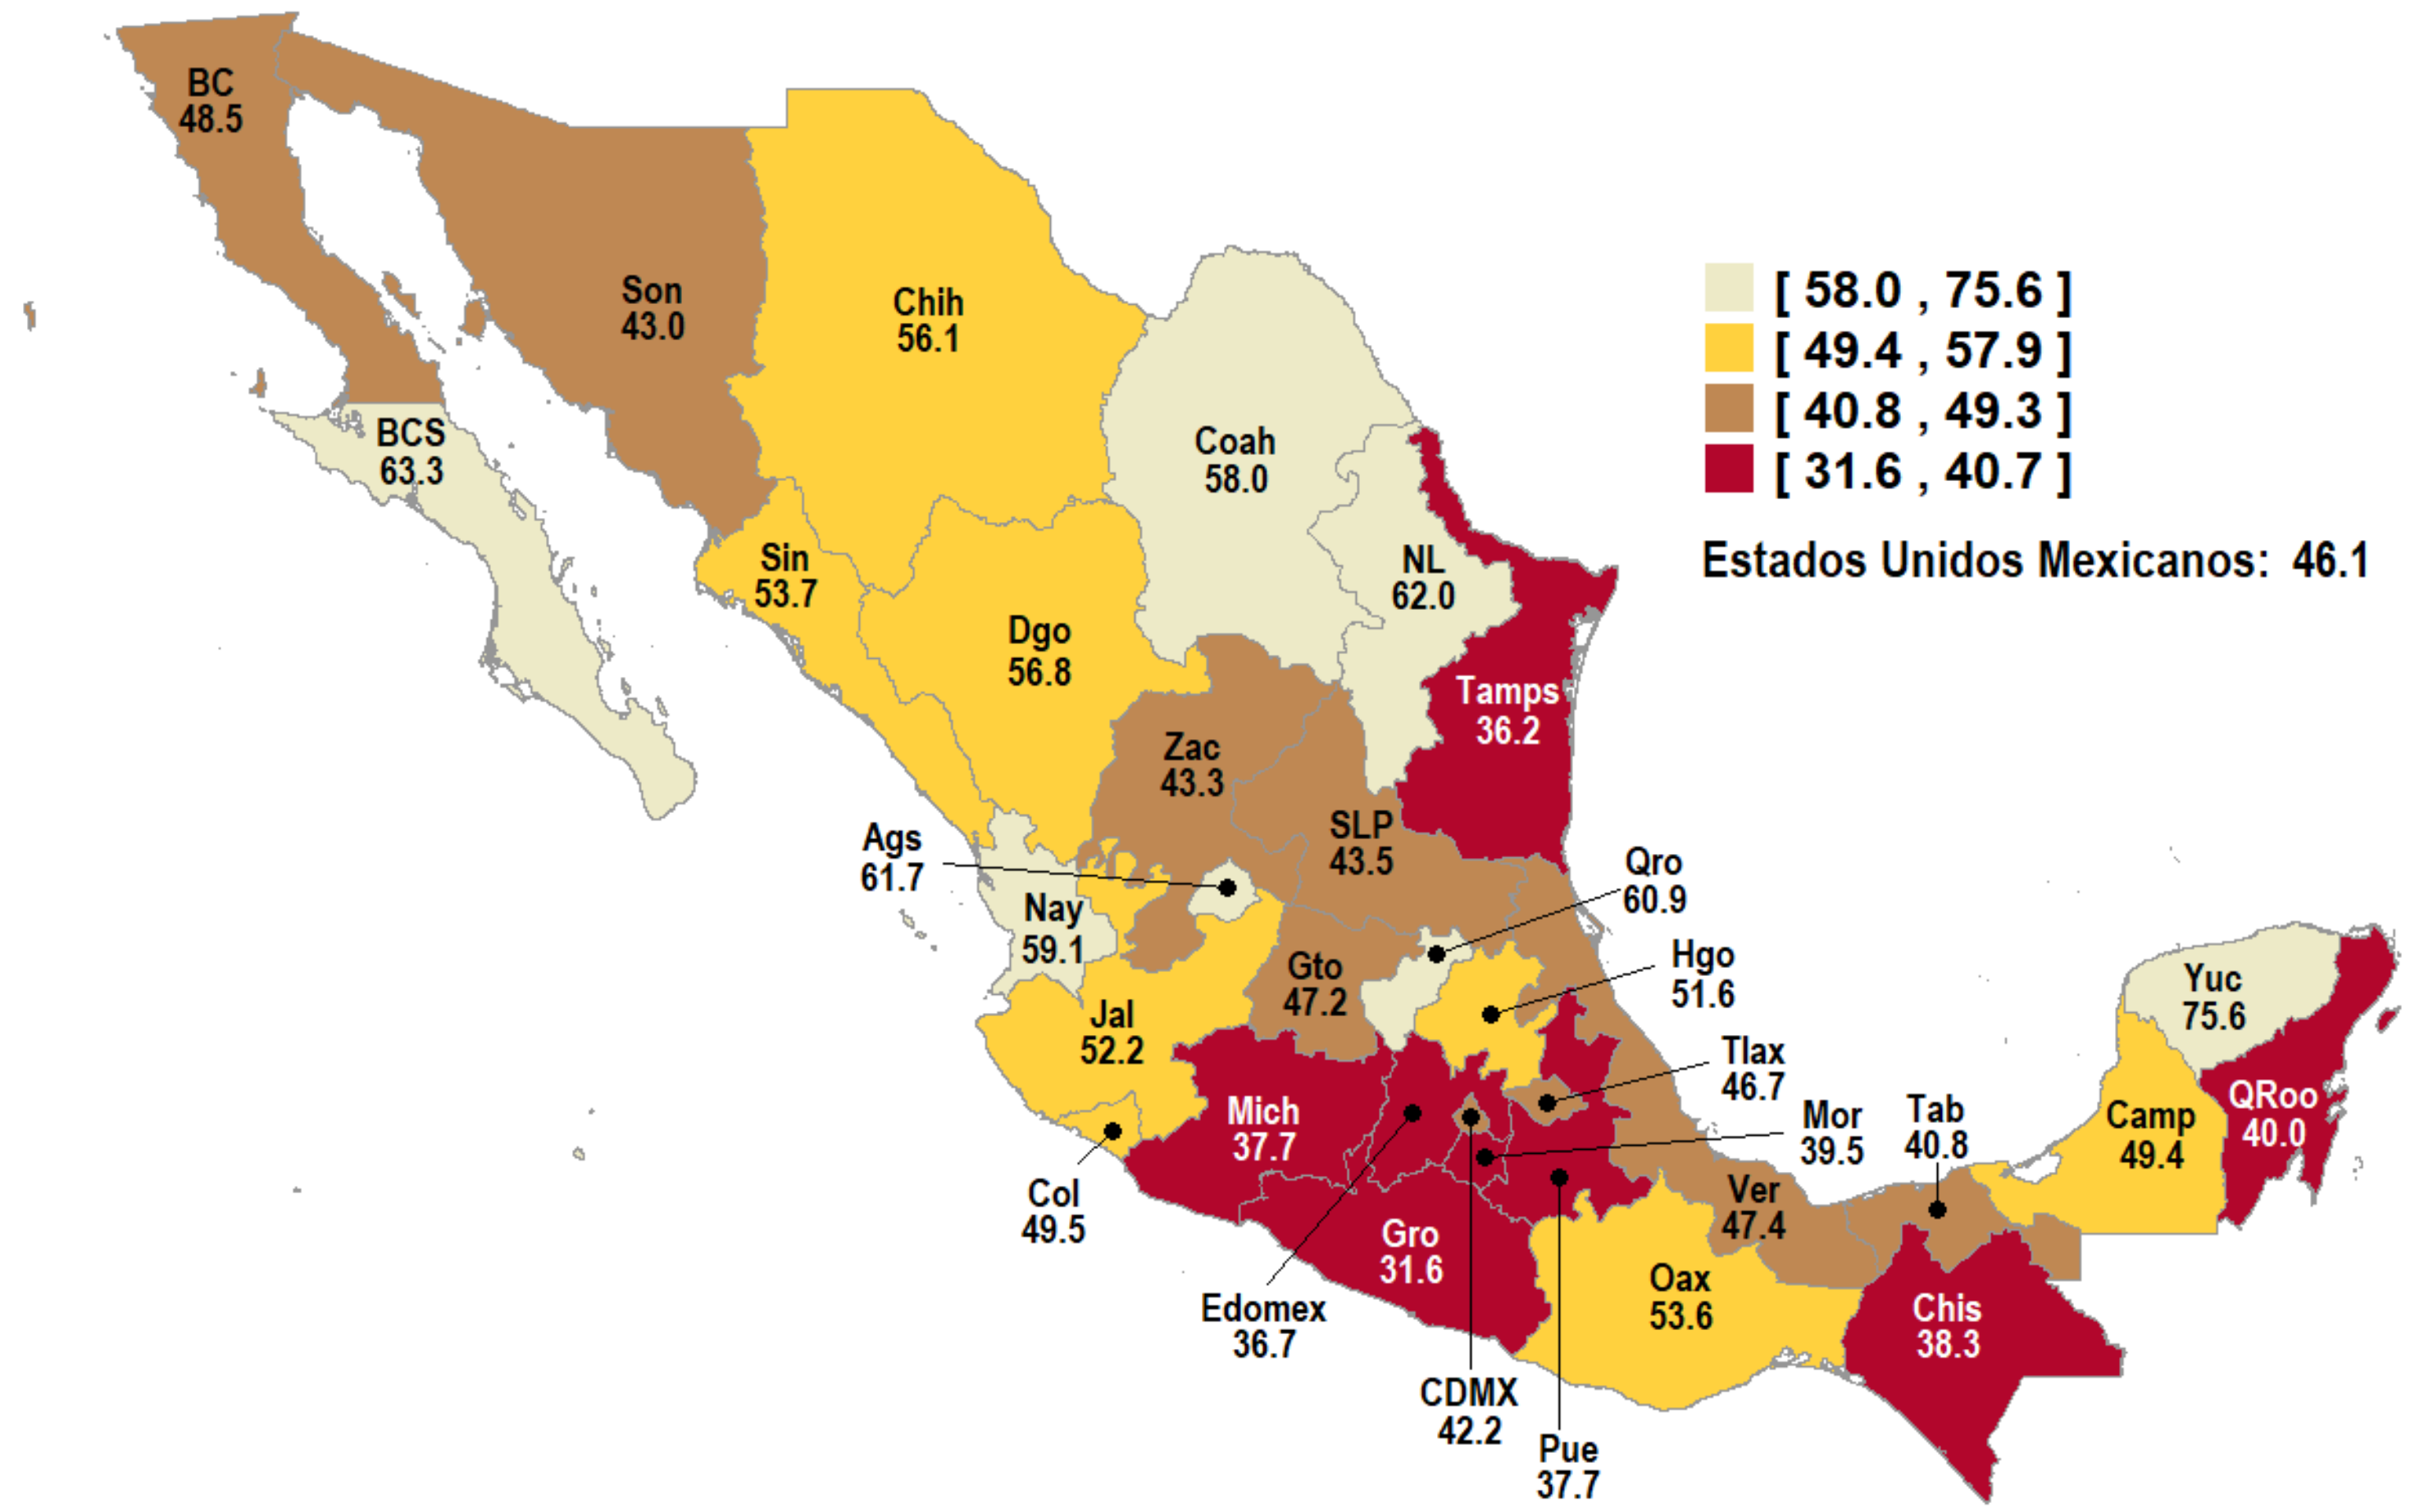 BC
48.5
Son
43.0
Chih
56.1
BCS
63.3
Coah
58.0
[ 58.0 , 75.6 ]
[ 49.4 , 57.9 ]
[ 40.8 , 49.3 ]
[ 31.6 , 40.7 ]
Estados Unidos Mexicanos: 46.1
Sin
53.7
NL
62.0
Dgo
56.8
Tamps
36.2
Zac
43.3
SLP
43.5
Ags
61.7
Qro
60.9
Nay
59.1
Gto
47.2
Hgo
51.6
Yuc
75.6
Jal
52.2
Tlax
46.7
Mich
37.7
Mor
39.5
Tab
40.8
Camp
49.4
QRoo
40.0
Col
49.5
Ver
47.4
Gro
31.6
Oax
53.6
Edomex
36.7
Chis
38.3
CDMX
42.2
Pue
37.7